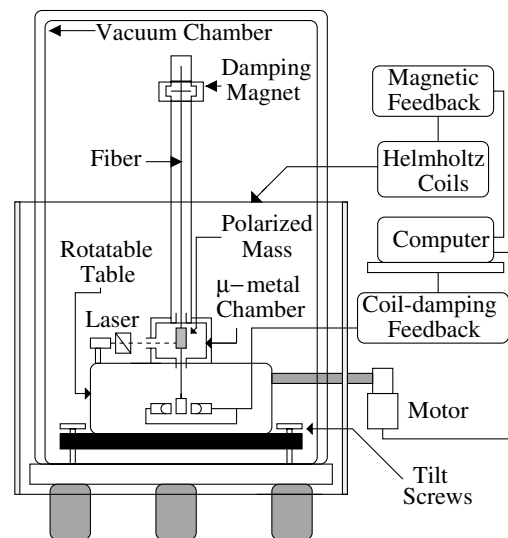 Vacuum Chamber
Damping
Magnet
Fiber
Magnetic
Feedback
Helmholtz
Coils
Polarized
Mass
Rotatable
Table
μ−metal
Chamber
Computer
Laser
Coil-damping
Feedback
Motor
Tilt
Screws